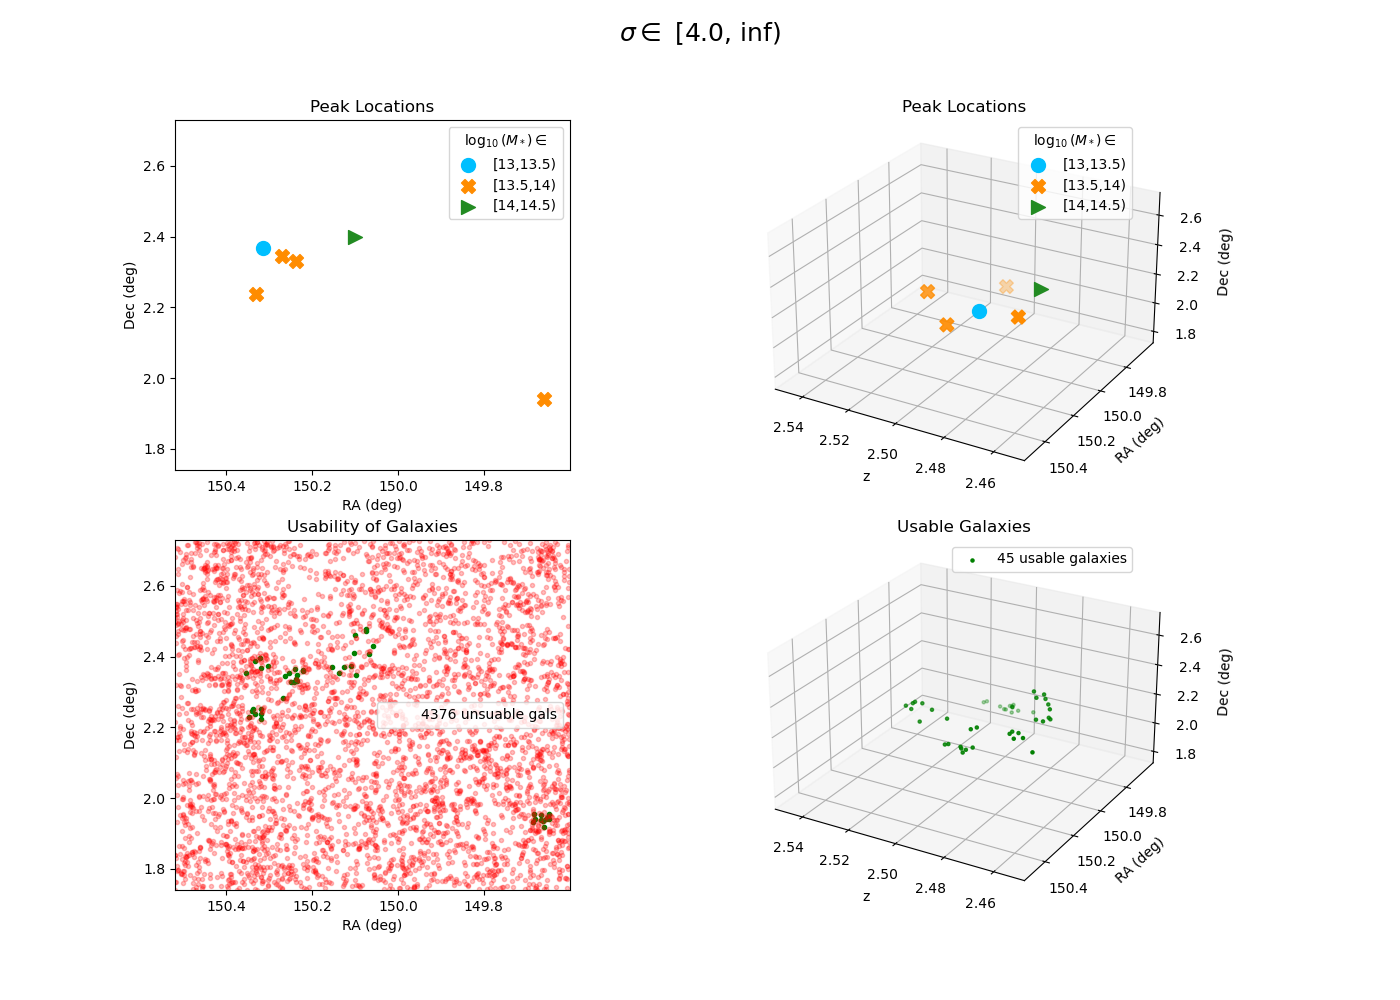 σ ∈ [4.0, inf)
Peak Locations
log₁₀(M*) ∈
[13,13.5)
[13.5,14)
[14,14.5)
2.6
2.4
2.2
2.0
1.8
Dec (deg)
150.4 150.2 150.0 149.8
RA (deg)
Peak Locations
log₁₀(M*) ∈
[13,13.5)
[13.5,14)
[14,14.5)
2.6
2.4
2.2
2.0
1.8
Dec (deg)
149.8
150.0
150.2
150.4
RA (deg)
2.54
2.52
2.50
2.48
2.46
z
Usability of Galaxies
4376 unsuable gals
2.6
2.4
2.2
2.0
1.8
Dec (deg)
150.4 150.2 150.0 149.8
RA (deg)
Usable Galaxies
45 usable galaxies
2.6
2.4
2.2
2.0
1.8
Dec (deg)
149.8
150.0
150.2
150.4
RA (deg)
2.54
2.52
2.50
2.48
2.46
z